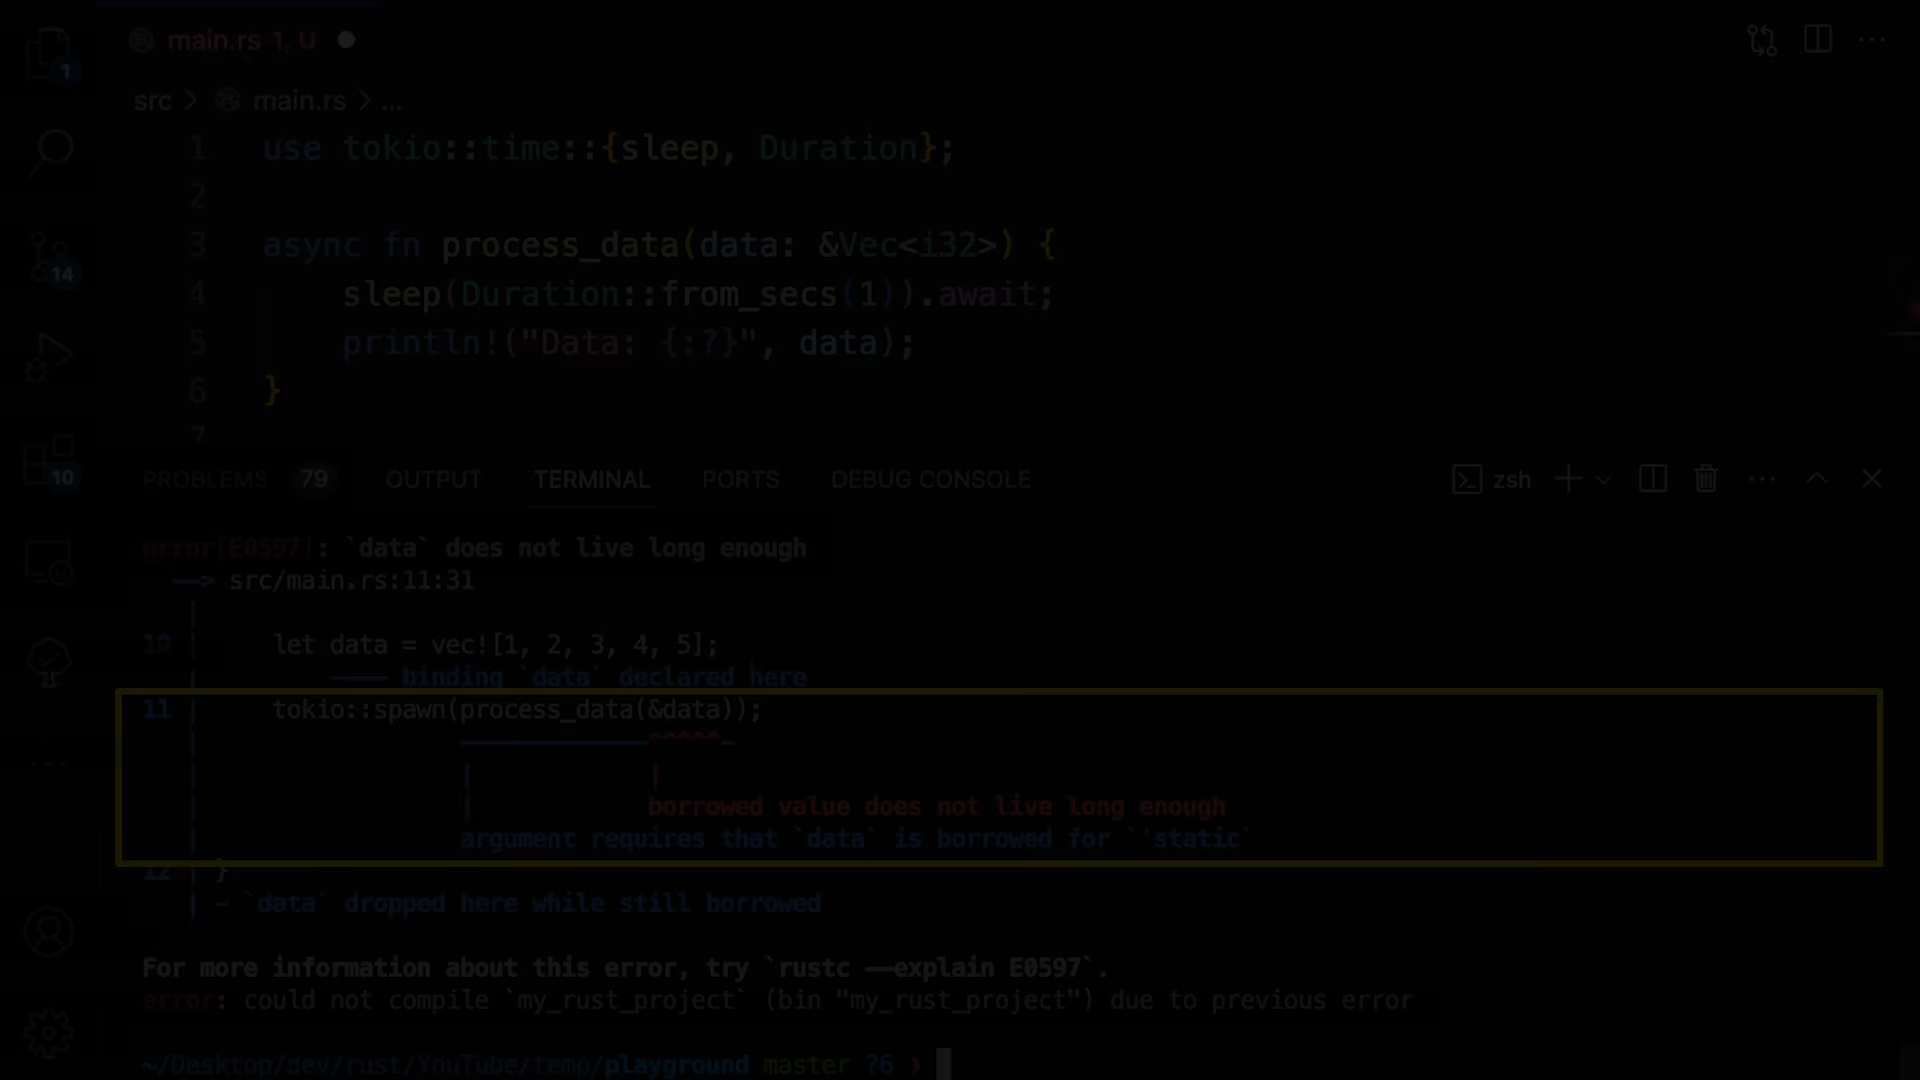 1
main.rs 1, U
src > main.rs > ...
1 use tokio::time::{sleep, Duration};
2
3 async fn process_data(data: &Vec<i32>) {
4 sleep(Duration::from_secs(1)).await;
5 println!("Data: {:?}", data);
6 }
7
14
10
PROBLEMS 79 OUTPUT TERMINAL PORTS DEBUG CONSOLE zsh
error[E0597]: `data` does not live long enough
--> src/main.rs:11:31
10 let data = vec![1, 2, 3, 4, 5];
---- binding `data` declared here
11 tokio::spawn(process_data(&data));
-------------^^^^^-
borrowed value does not live long enough
argument requires that `data` is borrowed for `'static`
12 }
- `data` dropped here while still borrowed
For more information about this error, try `rustc --explain E0597`.
error: could not compile `my_rust_project` (bin "my_rust_project") due to previous error
~/Desktop/dev/rust/YouTube/temp/playground master ?6 )